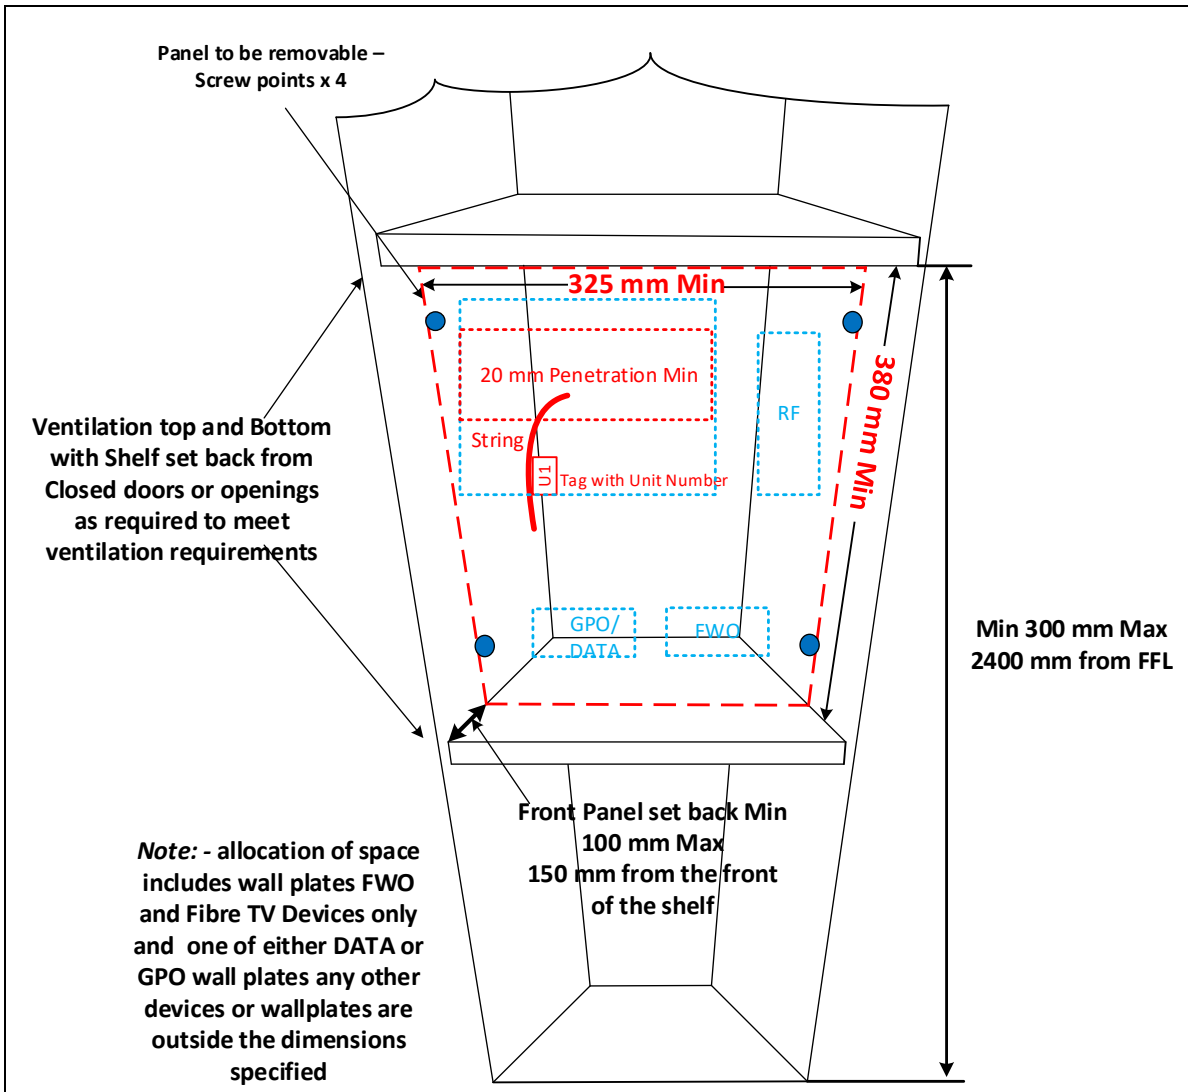 Panel to be removable –
Screw points x 4
325 mm Min
20 mm Penetration Min
380 mm Min
RF
String
U1
Tag with Unit Number
Ventilation top and Bottom
with Shelf set back from
Closed doors or openings
as required to meet
ventilation requirements
GPO/
DATA
FWO
Min 300 mm Max
2400 mm from FFL
Front Panel set back Min
100 mm Max
150 mm from the front
of the shelf
Note: - allocation of space
includes wall plates FWO
and Fibre TV Devices only
and  one of either DATA or
GPO wall plates any other
devices or wallplates are
outside the dimensions
specified